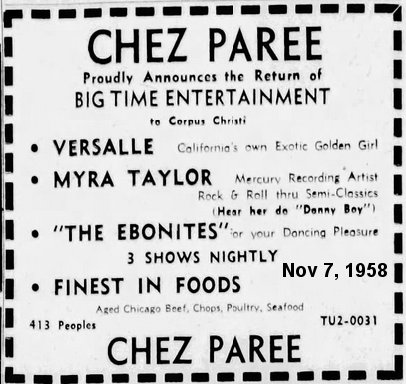 CHEZ PAREE
Proudly Announces the Return of
BIG TIME ENTERTAINMENT
to Corpus Christi
• VERSALLE California's own Exotic Golden Girl
• MYRA TAYLOR Mercury Recording Artist
Rock & Roll thru Semi-Classics
(Hear her do "Danny Boy")
• "THE EBONITES" for your Dancing Pleasure
3 SHOWS NIGHTLY
Nov 7, 1958
• FINEST IN FOODS
Aged Chicago Beef, Chops, Poultry, Seafood
413 Peoples TU2-0031
CHEZ PAREE